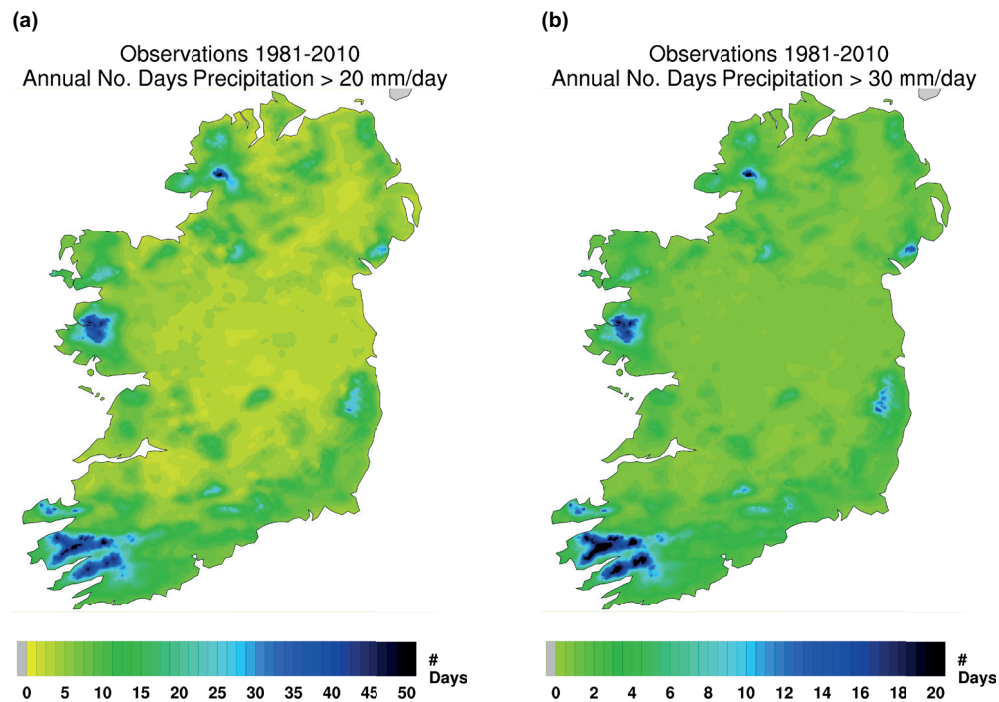 (a)
Observations 1981-2010
Annual No. Days Precipitation > 20 mm/day
0 5 10 15 20 25 30 35 40 45 50
# Days
(b)
Observations 1981-2010
Annual No. Days Precipitation > 30 mm/day
0 2 4 6 8 10 12 14 16 18 20
# Days